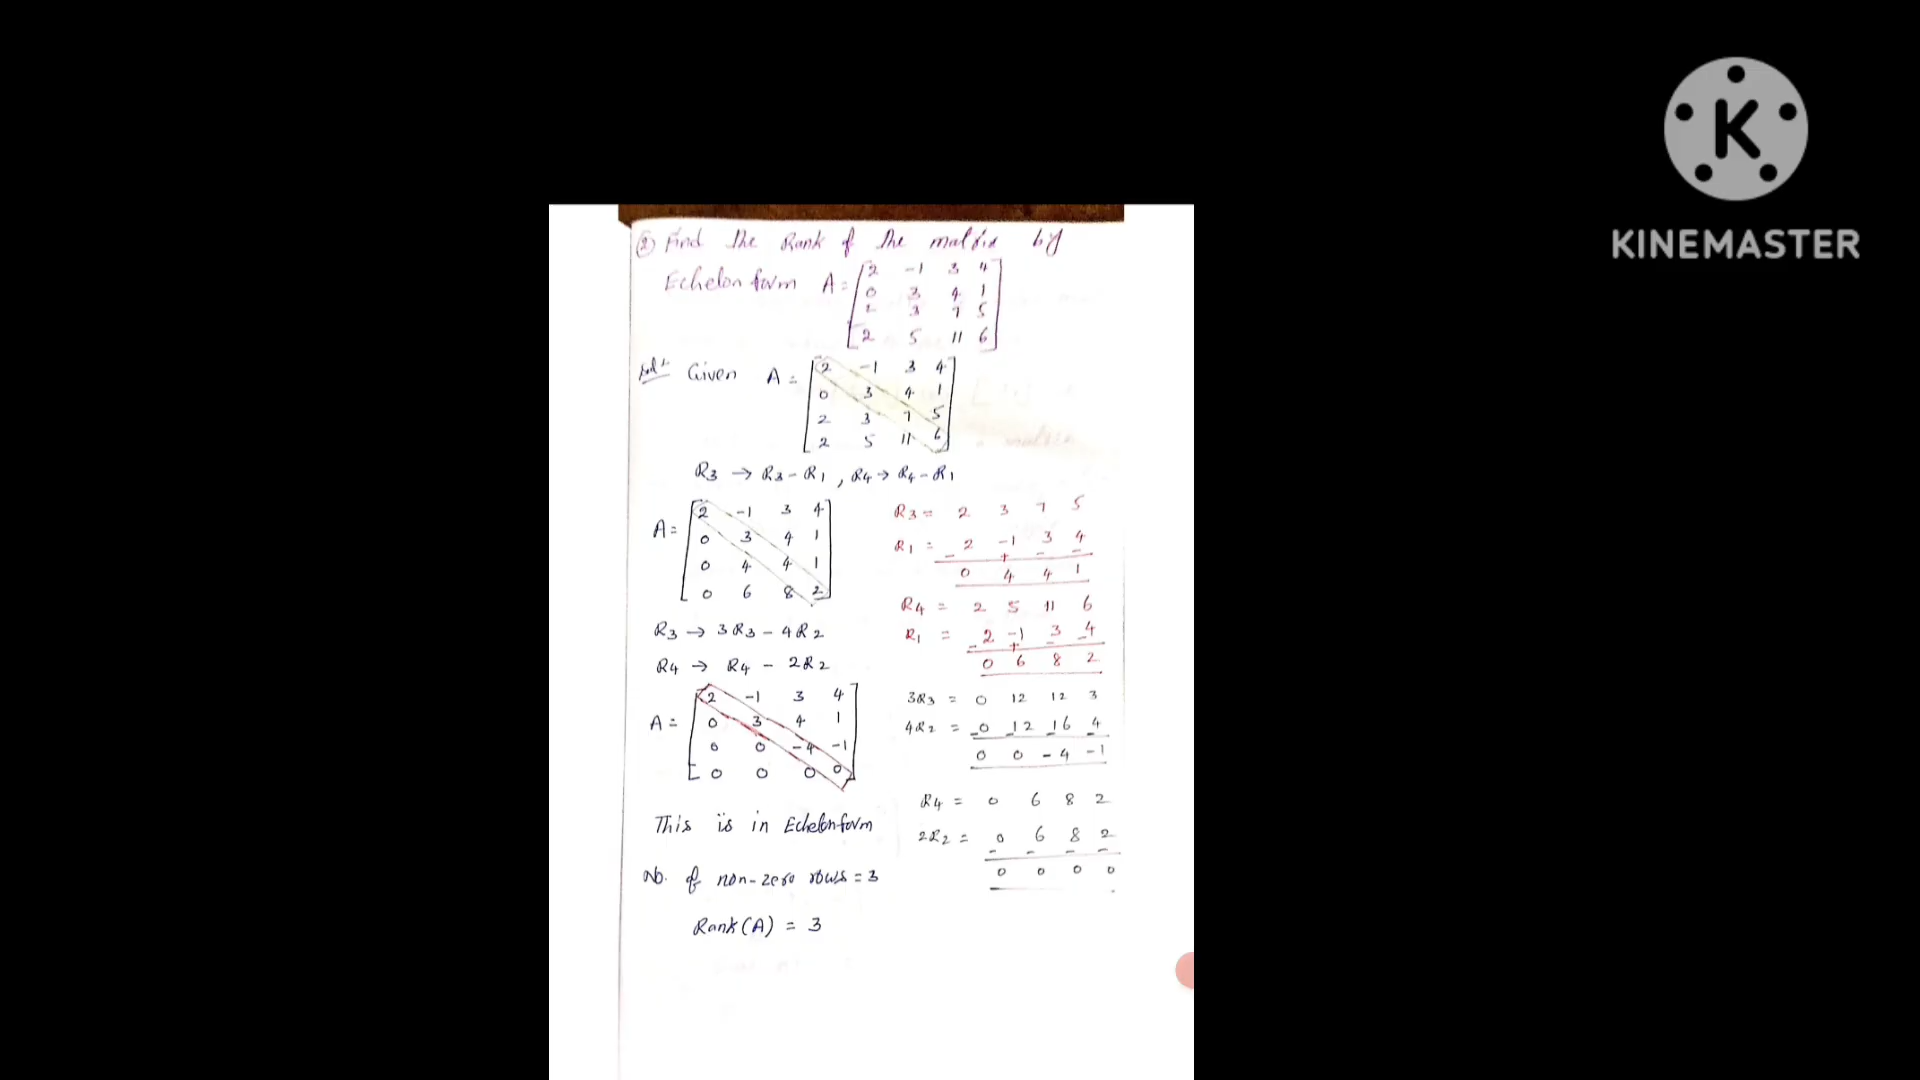 KINEMASTER
② Find the Rank of the matrix by
Echelon form A = [2 -1 3 4
0 3 4 1
2 3 7 5
2 5 11 6]
Sol: Given A = [2 -1 3 4
0 3 4 1
2 3 7 5
2 5 11 6]
R3 → R3 - R1 , R4 → R4 - R1
A = [2 -1 3 4
0 3 4 1
0 4 4 1
0 6 8 2]
R3 → 3R3 - 4R2
R4 → R4 - 2R2
A = [2 -1 3 4
0 3 4 1
0 0 -4 -1
0 0 0 0]
This is in Echelon form
No. of non-zero rows = 3
Rank(A) = 3
R3 = 2 3 7 5
R1 = 2 -1 3 4
- + - -
0 4 4 1
R4 = 2 5 11 6
R1 = 2 -1 3 4
- + - -
0 6 8 2
3R3 = 0 12 12 3
4R2 = 0 12 16 4
- - - -
0 0 -4 -1
R4 = 0 6 8 2
2R2 = 0 6 8 2
- - - -
0 0 0 0